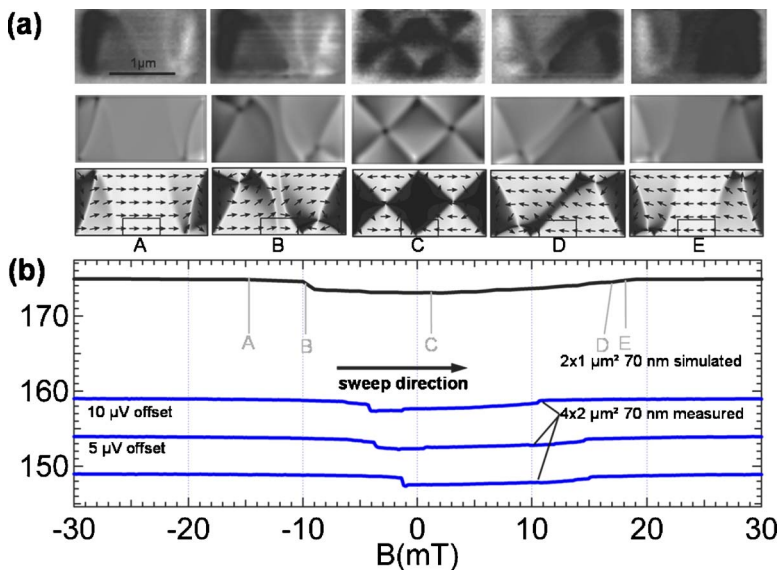 (a)
1µm
A B C D E
(b)
170
A B C D E
2x1 µm² 70 nm simulated
sweep direction
160
10 µV offset
4x2 µm² 70 nm measured
5 µV offset
150
-30 -20 -10 0 10 20 30
B(mT)